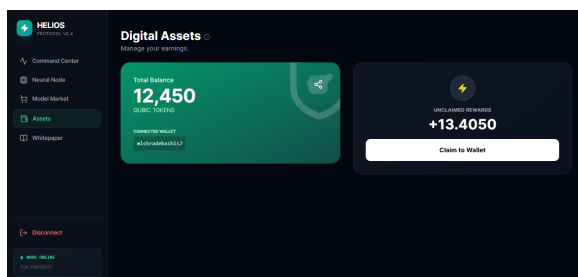 HELIOS
PROTOCOL V2.4
Command Center
Neural Node
Model Market
Assets
Whitepaper
Disconnect
NODE ONLINE
Digital Assets
Manage your earnings.
Total Balance
12,450
QUBIC TOKENS
CONNECTED WALLET
mishradebashis7
UNCLAIMED REWARDS
+13.4050
Claim to Wallet